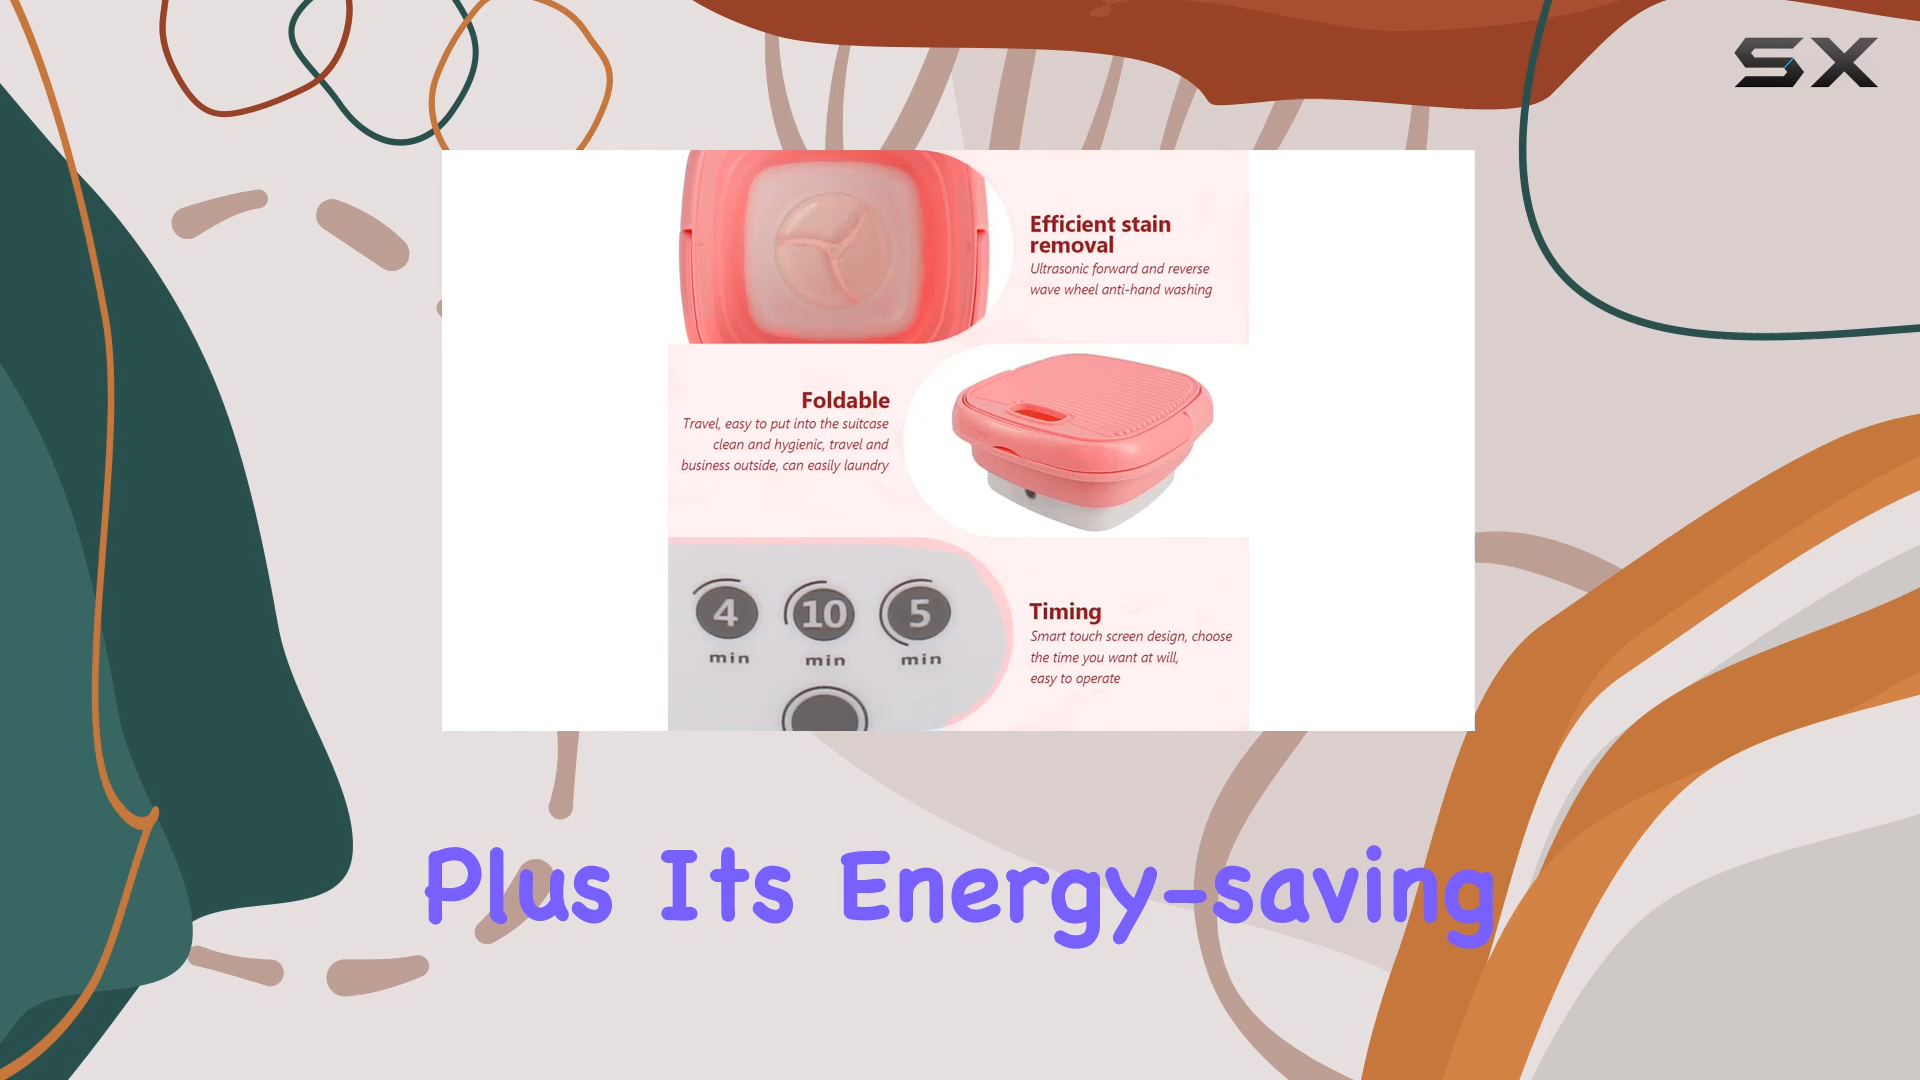 SX
Efficient stain
removal
Ultrasonic forward and reverse
wave wheel anti-hand washing
Foldable
Travel, easy to put into the suitcase
clean and hygienic, travel and
business outside, can easily laundry
4 10 5
min min min
Timing
Smart touch screen design, choose
the time you want at will,
easy to operate
Plus Its Energy-saving